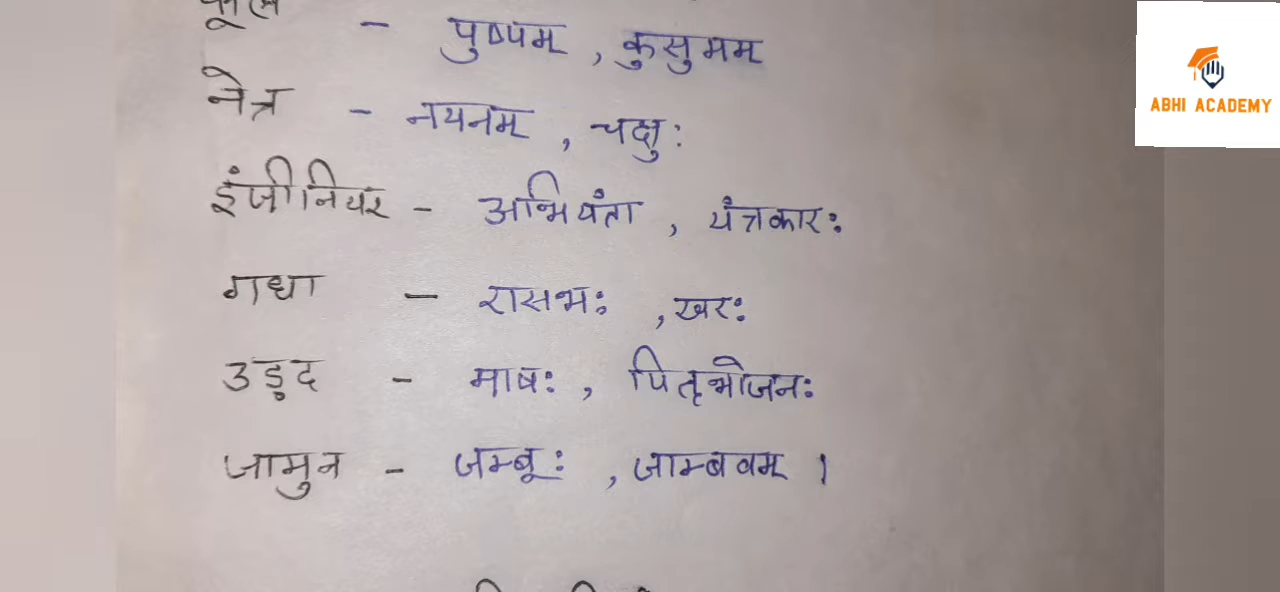 फूल - पुष्पम् , कुसुमम्
ABHI ACADEMY
नेत्र - नयनम् , चक्षुः
इंजीनियर - अभियंता , यंत्रकारः
गधा - रासभः , खरः
उड़द - माषः , पितृभोजनः
जामुन - जम्बूः , जाम्बवम् ।